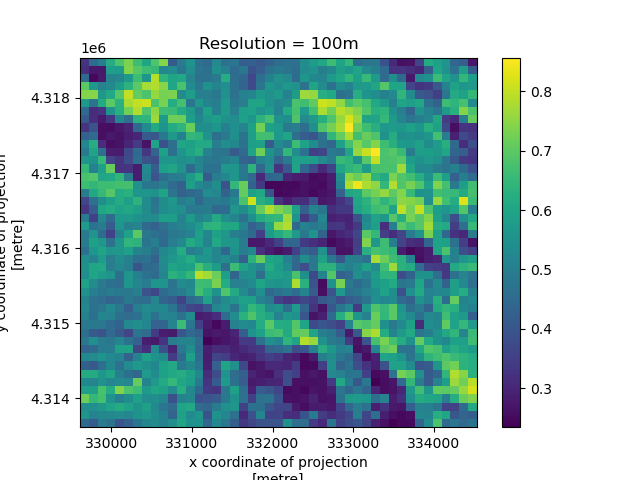 Resolution = 100m
1e6
4.318
4.317
4.316
4.315
4.314
330000 331000 332000 333000 334000
x coordinate of projection
[metre]
y coordinate of projection
[metre]
0.8
0.7
0.6
0.5
0.4
0.3